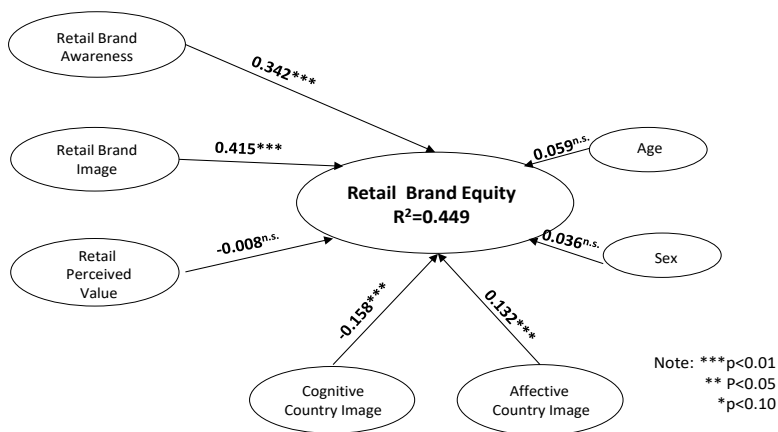 Retail Brand
Awareness
0.342***
Retail Brand
Image
0.415***
Retail
Perceived
Value
-0.008n.s.
Retail Brand Equity
R²=0.449
0.059n.s.
Age
0.036n.s.
Sex
-0.158***
Cognitive
Country Image
0.132***
Affective
Country Image
Note: ***p<0.01
** P<0.05
*p<0.10